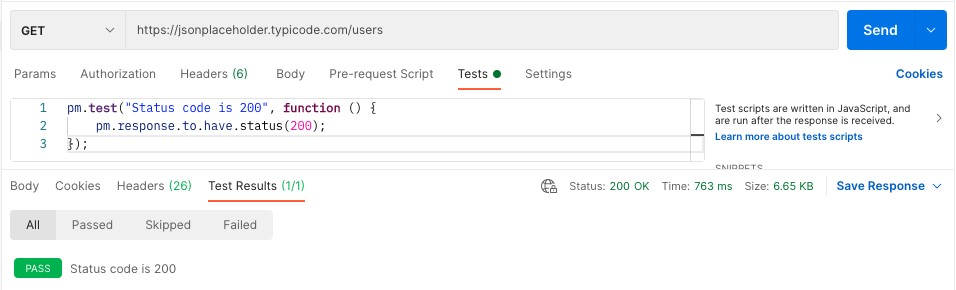 GET https://jsonplaceholder.typicode.com/users Send
Params Authorization Headers (6) Body Pre-request Script Tests Settings Cookies
1 pm.test("Status code is 200", function () {
2 pm.response.to.have.status(200);
3 });
Test scripts are written in JavaScript, and
are run after the response is received.
Learn more about tests scripts
SNIPPETS
Body Cookies Headers (26) Test Results (1/1) Status: 200 OK Time: 763 ms Size: 6.65 KB Save Response
All Passed Skipped Failed
PASS Status code is 200